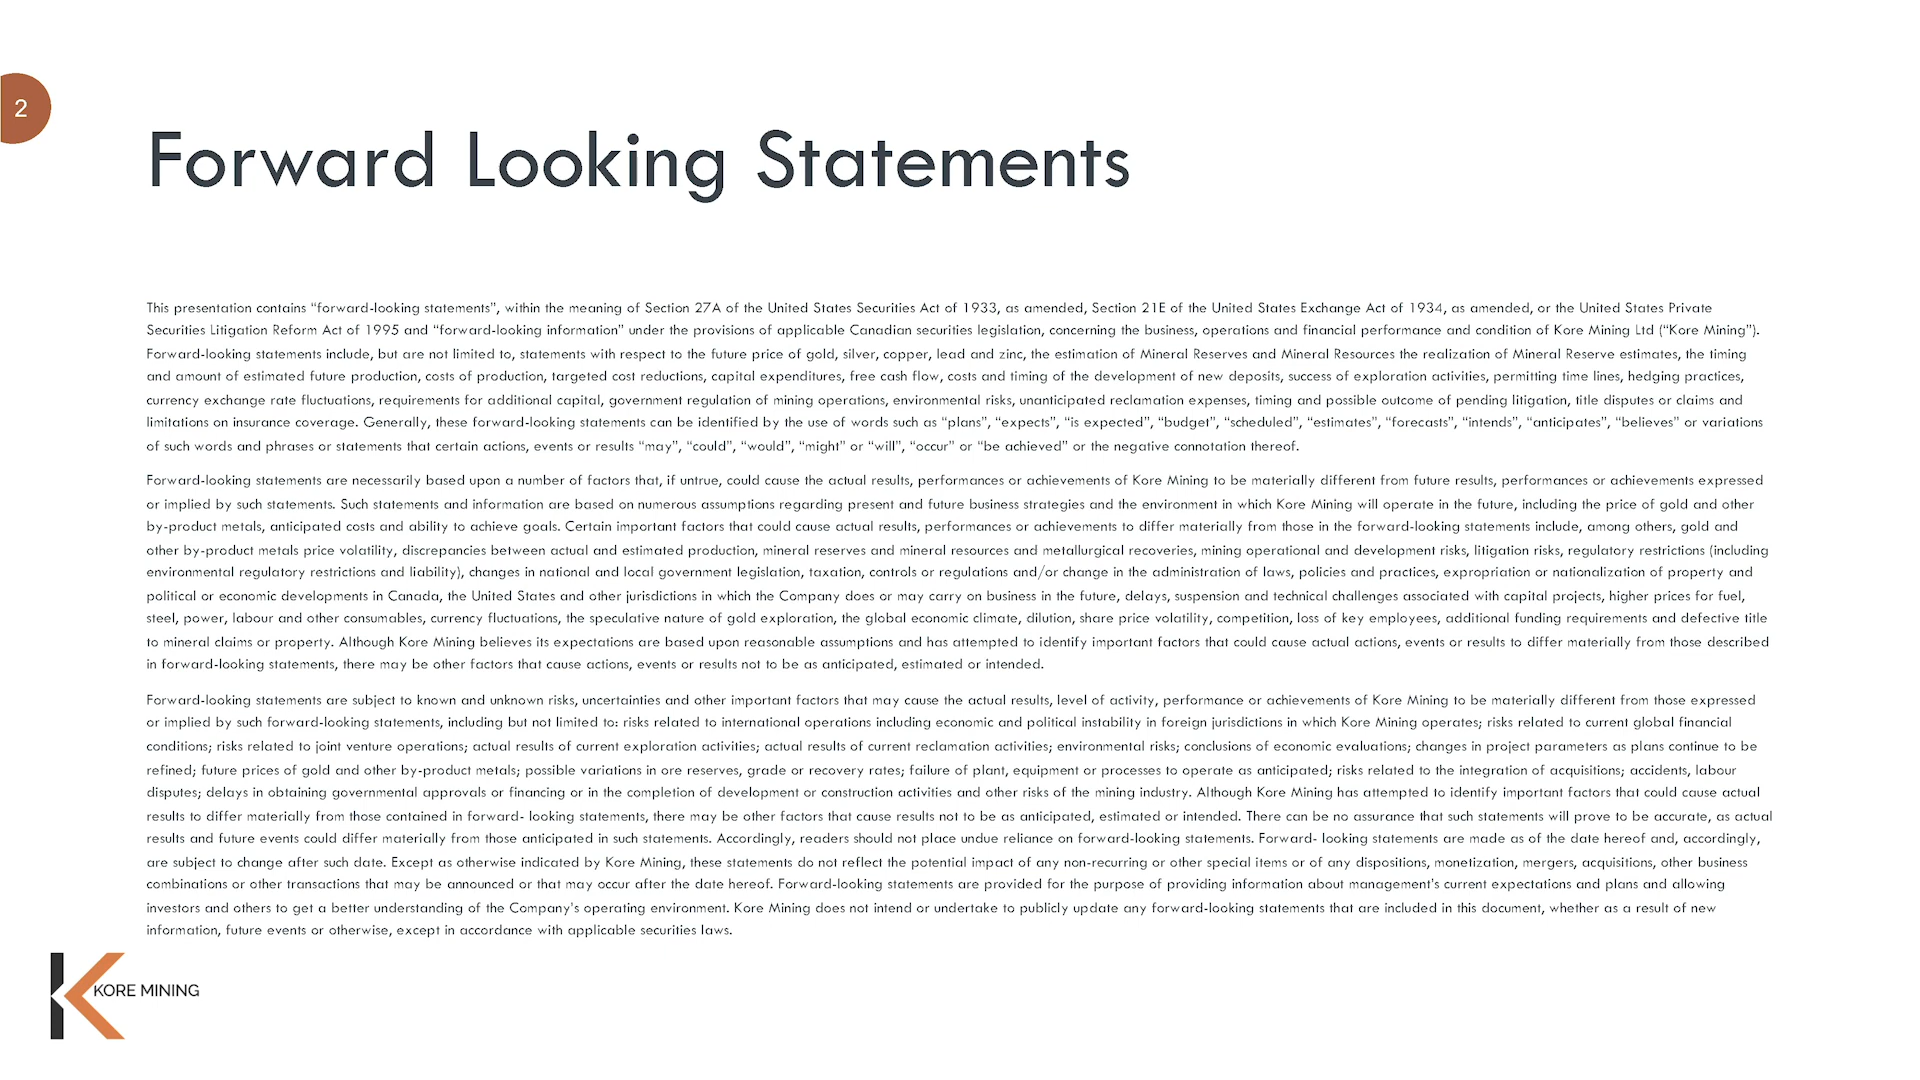 2
Forward Looking Statements
This presentation contains “forward-looking statements”, within the meaning of Section 27A of the United States Securities Act of 1933, as amended, Section 21E of the United States Exchange Act of 1934, as amended, or the United States Private
Securities Litigation Reform Act of 1995 and “forward-looking information” under the provisions of applicable Canadian securities legislation, concerning the business, operations and financial performance and condition of Kore Mining Ltd (“Kore Mining”).
Forward-looking statements include, but are not limited to, statements with respect to the future price of gold, silver, copper, lead and zinc, the estimation of Mineral Reserves and Mineral Resources the realization of Mineral Reserve estimates, the timing
and amount of estimated future production, costs of production, targeted cost reductions, capital expenditures, free cash flow, costs and timing of the development of new deposits, success of exploration activities, permitting time lines, hedging practices,
currency exchange rate fluctuations, requirements for additional capital, government regulation of mining operations, environmental risks, unanticipated reclamation expenses, timing and possible outcome of pending litigation, title disputes or claims and
limitations on insurance coverage. Generally, these forward-looking statements can be identified by the use of words such as “plans”, “expects”, “is expected”, “budget”, “scheduled”, “estimates”, “forecasts”, “intends”, “anticipates”, “believes” or variations
of such words and phrases or statements that certain actions, events or results “may”, “could”, “would”, “might” or “will”, “occur” or “be achieved” or the negative connotation thereof.
Forward-looking statements are necessarily based upon a number of factors that, if untrue, could cause the actual results, performances or achievements of Kore Mining to be materially different from future results, performances or achievements expressed
or implied by such statements. Such statements and information are based on numerous assumptions regarding present and future business strategies and the environment in which Kore Mining will operate in the future, including the price of gold and other
by-product metals, anticipated costs and ability to achieve goals. Certain important factors that could cause actual results, performances or achievements to differ materially from those in the forward-looking statements include, among others, gold and
other by-product metals price volatility, discrepancies between actual and estimated production, mineral reserves and mineral resources and metallurgical recoveries, mining operational and development risks, litigation risks, regulatory restrictions (including
environmental regulatory restrictions and liability), changes in national and local government legislation, taxation, controls or regulations and/or change in the administration of laws, policies and practices, expropriation or nationalization of property and
political or economic developments in Canada, the United States and other jurisdictions in which the Company does or may carry on business in the future, delays, suspension and technical challenges associated with capital projects, higher prices for fuel,
steel, power, labour and other consumables, currency fluctuations, the speculative nature of gold exploration, the global economic climate, dilution, share price volatility, competition, loss of key employees, additional funding requirements and defective title
to mineral claims or property. Although Kore Mining believes its expectations are based upon reasonable assumptions and has attempted to identify important factors that could cause actual actions, events or results to differ materially from those described
in forward-looking statements, there may be other factors that cause actions, events or results not to be as anticipated, estimated or intended.
Forward-looking statements are subject to known and unknown risks, uncertainties and other important factors that may cause the actual results, level of activity, performance or achievements of Kore Mining to be materially different from those expressed
or implied by such forward-looking statements, including but not limited to: risks related to international operations including economic and political instability in foreign jurisdictions in which Kore Mining operates; risks related to current global financial
conditions; risks related to joint venture operations; actual results of current exploration activities; actual results of current reclamation activities; environmental risks; conclusions of economic evaluations; changes in project parameters as plans continue to be
refined; future prices of gold and other by-product metals; possible variations in ore reserves, grade or recovery rates; failure of plant, equipment or processes to operate as anticipated; risks related to the integration of acquisitions; accidents, labour
disputes; delays in obtaining governmental approvals or financing or in the completion of development or construction activities and other risks of the mining industry. Although Kore Mining has attempted to identify important factors that could cause actual
results to differ materially from those contained in forward- looking statements, there may be other factors that cause results not to be as anticipated, estimated or intended. There can be no assurance that such statements will prove to be accurate, as actual
results and future events could differ materially from those anticipated in such statements. Accordingly, readers should not place undue reliance on forward-looking statements. Forward- looking statements are made as of the date hereof and, accordingly,
are subject to change after such date. Except as otherwise indicated by Kore Mining, these statements do not reflect the potential impact of any non-recurring or other special items or of any dispositions, monetization, mergers, acquisitions, other business
combinations or other transactions that may be announced or that may occur after the date hereof. Forward-looking statements are provided for the purpose of providing information about management's current expectations and plans and allowing
investors and others to get a better understanding of the Company's operating environment. Kore Mining does not intend or undertake to publicly update any forward-looking statements that are included in this document, whether as a result of new
information, future events or otherwise, except in accordance with applicable securities laws.
KORE MINING